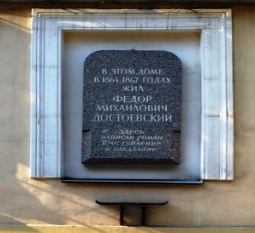 В ЭТОМ ДОМЕ
В 1864-1867 ГОДАХ
ЖИЛ
ФЕДОР
МИХАЙЛОВИЧ
ДОСТОЕВСКИЙ
ЗДЕСЬ
НАПИСАН РОМАН
ПРЕСТУПЛЕНИЕ
И НАКАЗАНИЕ